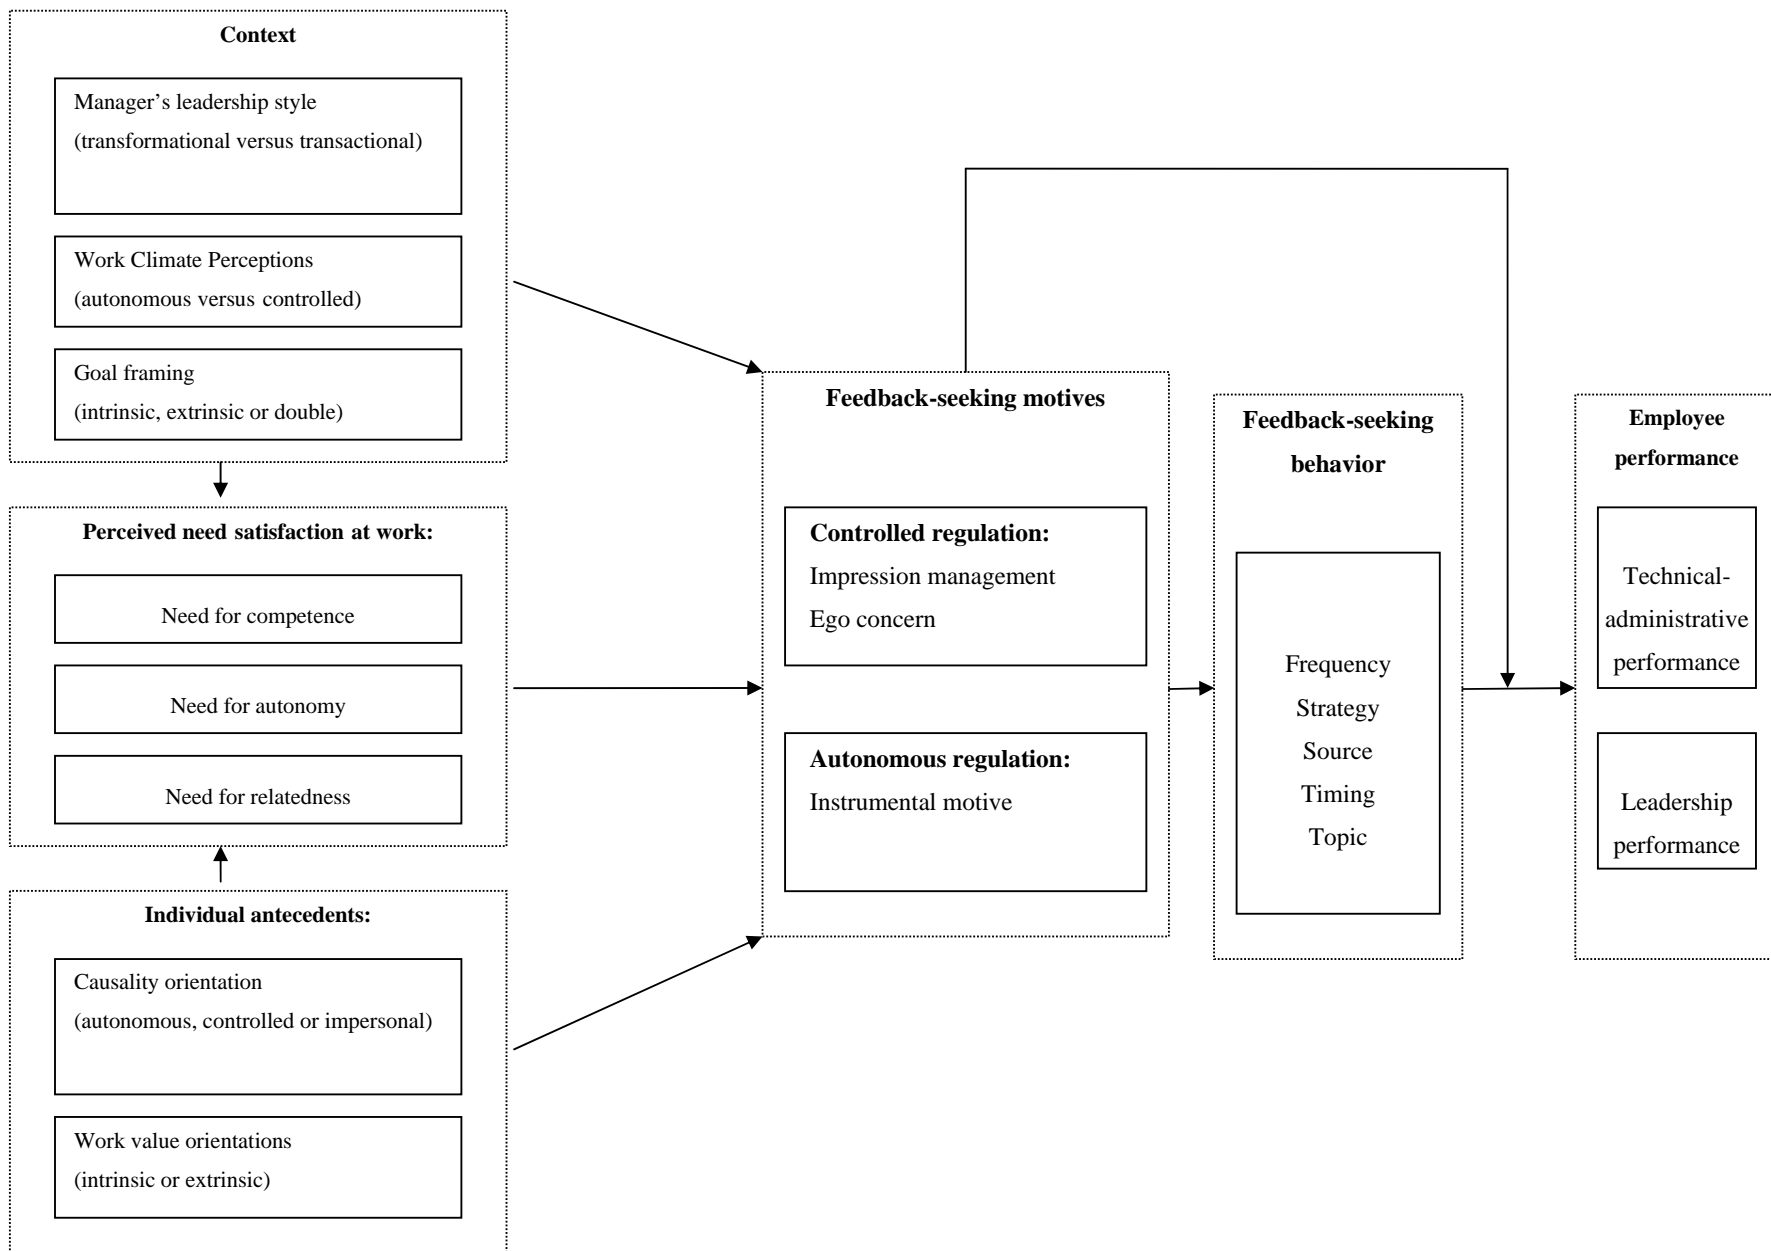 Context
Manager’s leadership style
(transformational versus transactional)
Work Climate Perceptions
(autonomous versus controlled)
Goal framing
(intrinsic, extrinsic or double)
Perceived need satisfaction at work:
Need for competence
Need for autonomy
Need for relatedness
Individual antecedents:
Causality orientation
(autonomous, controlled or impersonal)
Work value orientations
(intrinsic or extrinsic)
Feedback-seeking motives
Controlled regulation:
Impression management
Ego concern
Autonomous regulation:
Instrumental motive
Feedback-seeking
behavior
Frequency
Strategy
Source
Timing
Topic
Employee
performance
Technical-
administrative
performance
Leadership
performance